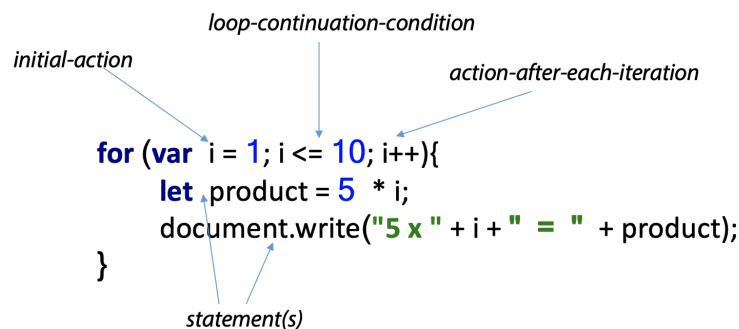 loop-continuation-condition
initial-action
action-after-each-iteration
for (var i = 1; i <= 10; i++){
let product = 5 * i;
document.write("5 x " + i + " = " + product);
}
statement(s)